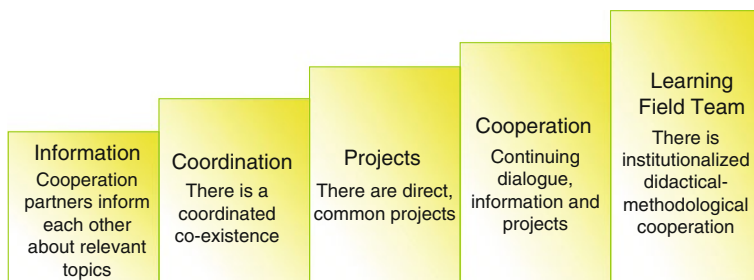 Information
Cooperation
partners inform
each other
about relevant
topics
Coordination
There is a
coordinated
co-existence
Projects
There are direct,
common projects
Cooperation
Continuing
dialogue,
information and
projects
Learning
Field Team
There is
institutionalized
didactical-
methodological
cooperation